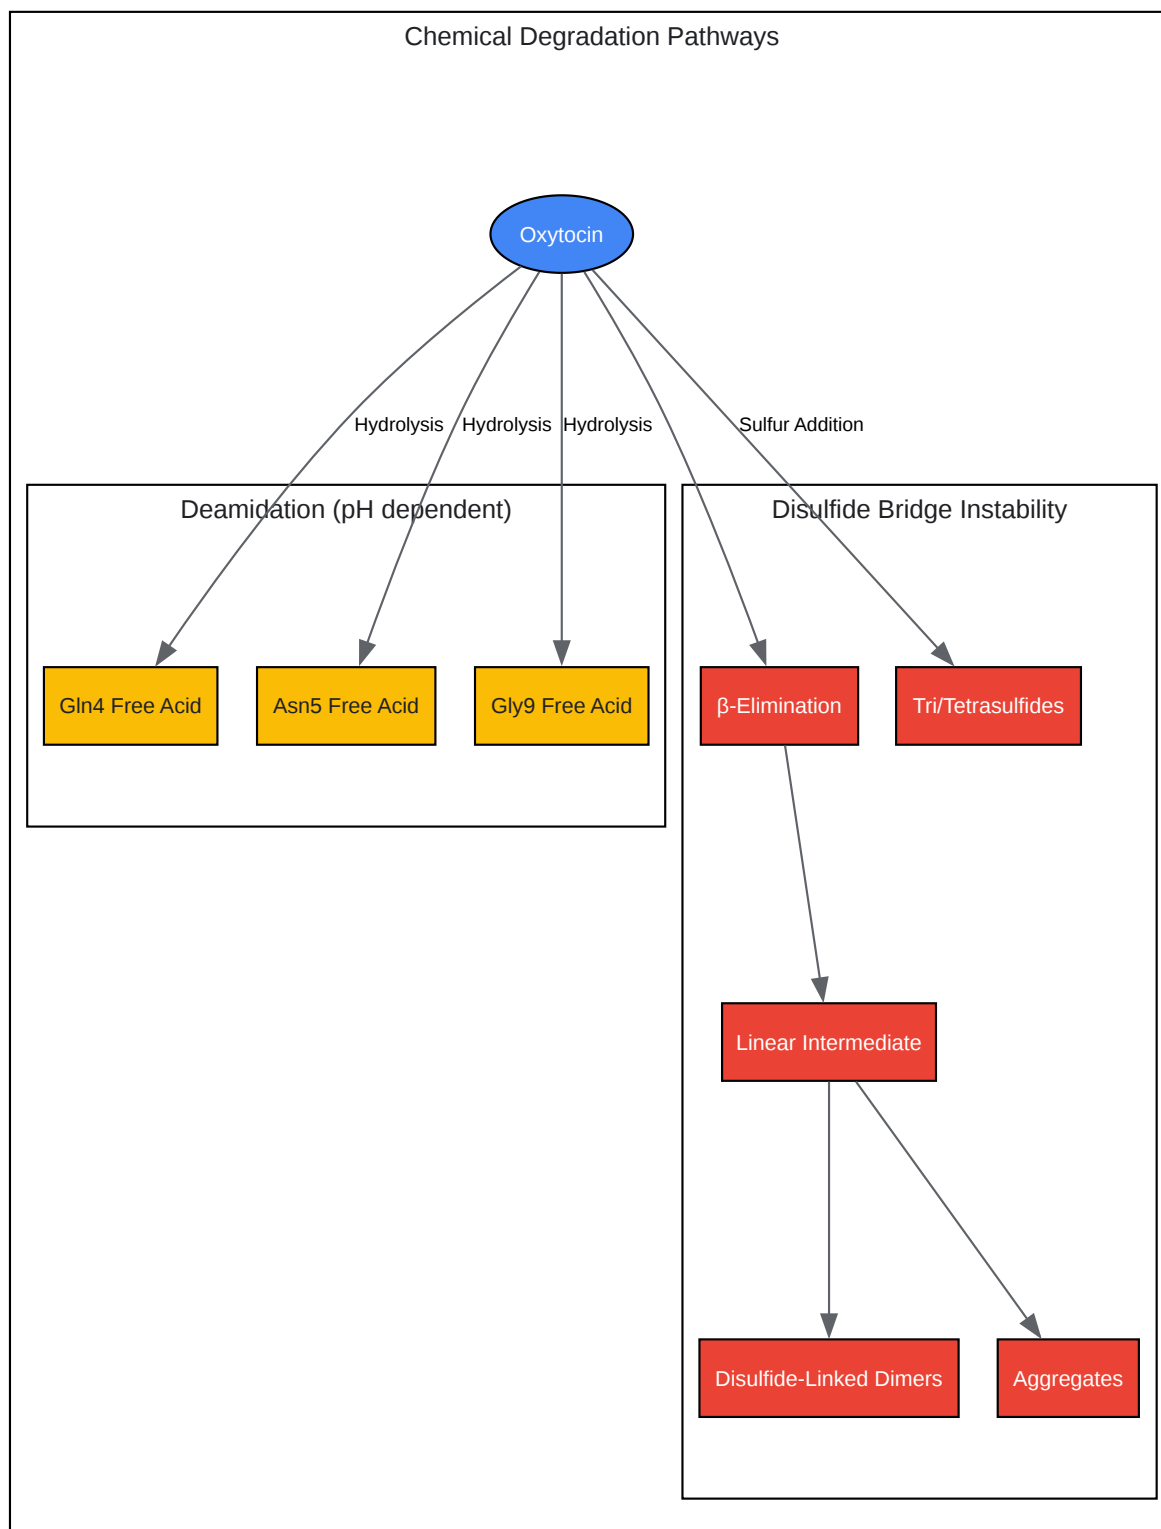 Chemical Degradation Pathways
Oxytocin
Hydrolysis
Hydrolysis
Hydrolysis
Sulfur Addition
Deamidation (pH dependent)
Disulfide Bridge Instability
Gln4 Free Acid
Asn5 Free Acid
Gly9 Free Acid
β-Elimination
Tri/Tetrasulfides
Linear Intermediate
Disulfide-Linked Dimers
Aggregates